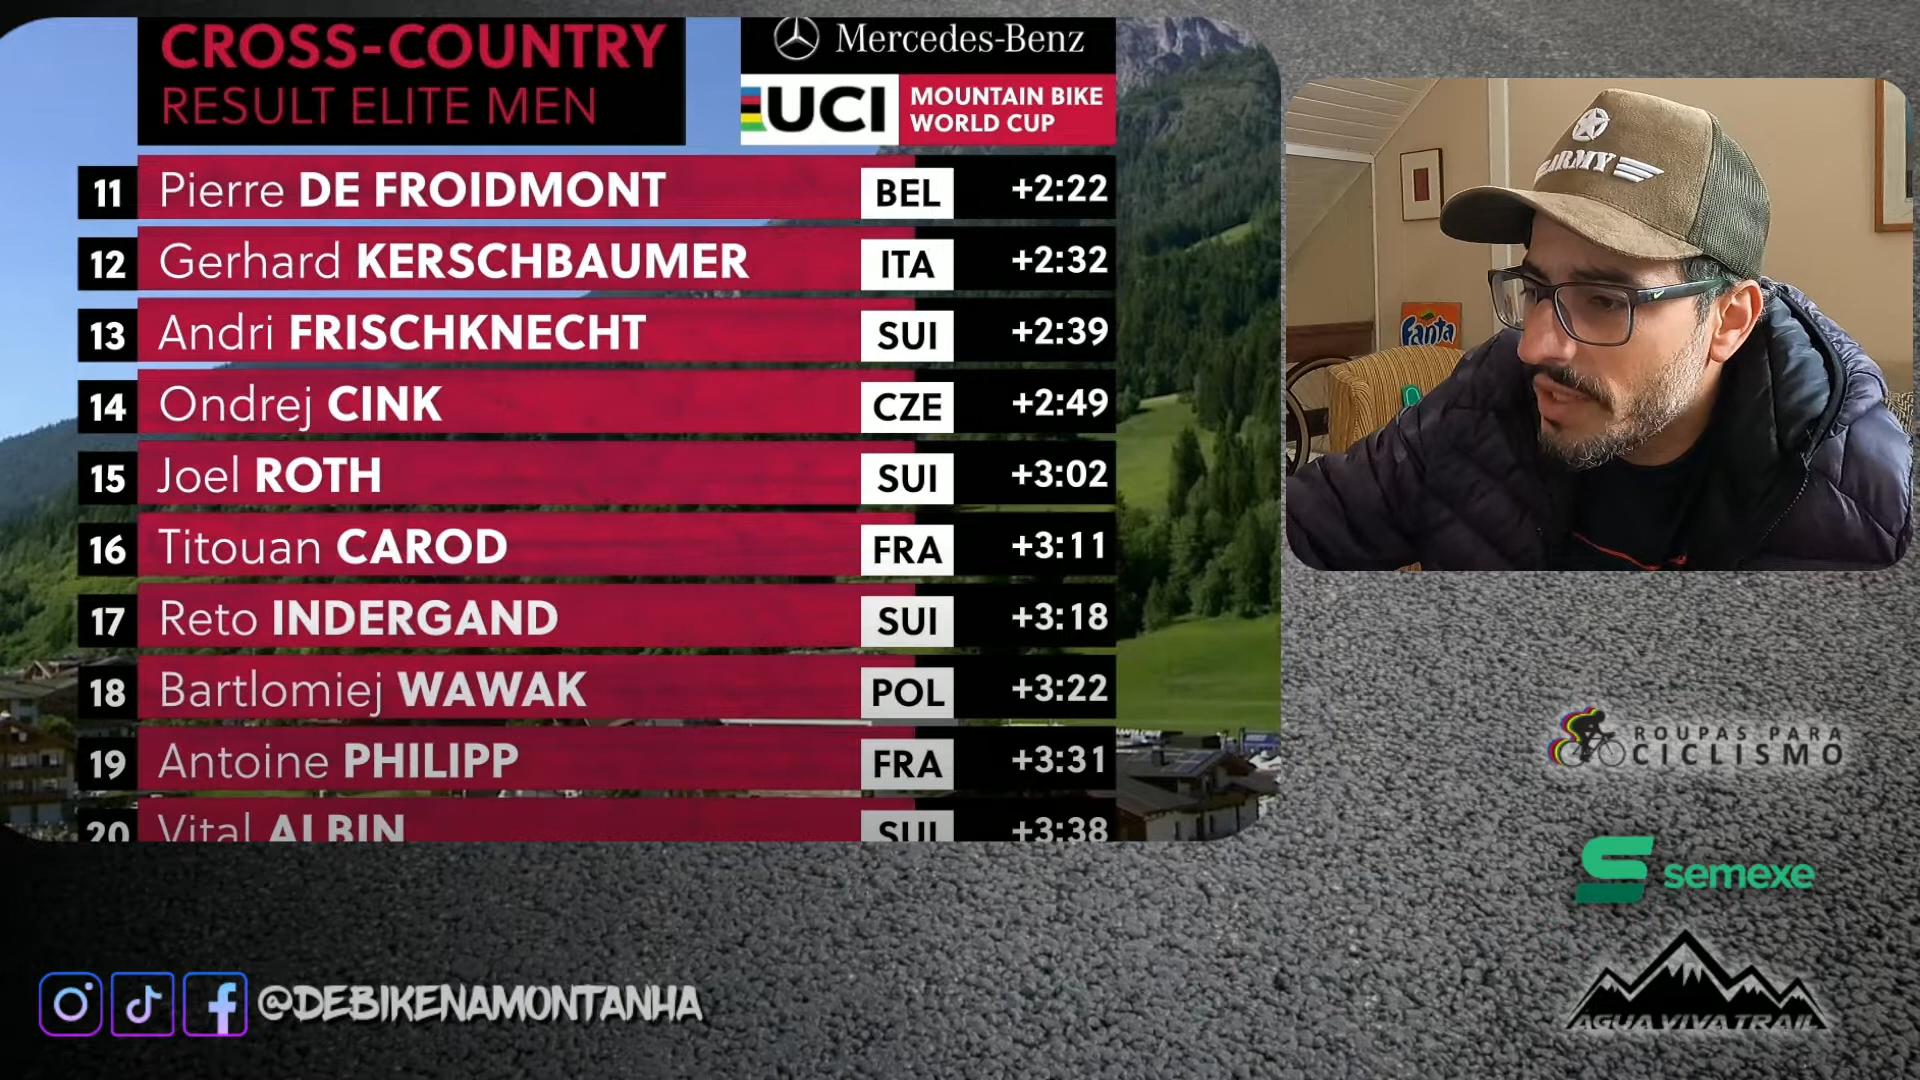 CROSS-COUNTRY
RESULT ELITE MEN
Mercedes-Benz
UCI
MOUNTAIN BIKE
WORLD CUP
11 Pierre DE FROIDMONT BEL +2:22
12 Gerhard KERSCHBAUMER ITA +2:32
13 Andri FRISCHKNECHT SUI +2:39
14 Ondrej CINK CZE +2:49
15 Joel ROTH SUI +3:02
16 Titouan CAROD FRA +3:11
17 Reto INDERGAND SUI +3:18
18 Bartlomiej WAWAK POL +3:22
19 Antoine PHILIPP FRA +3:31
20 Vital ALBIN SUI +3:38
ARMY
Fanta
ROUPAS PARA
CICLISMO
semexe
AGUA VIVA TRAIL
@DEBIKENAMONTANHA